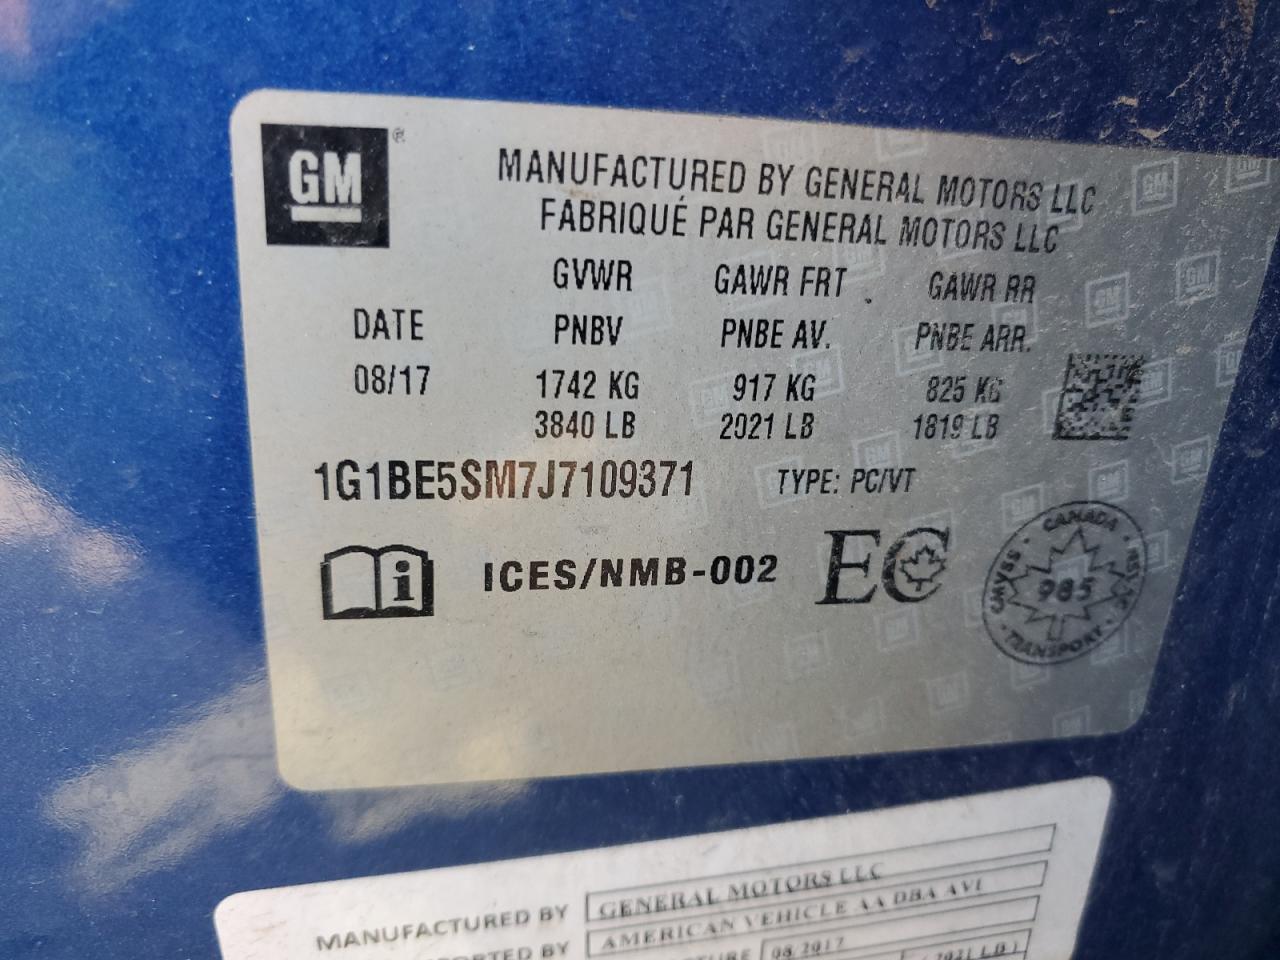 GM®
MANUFACTURED BY GENERAL MOTORS LLC
FABRIQUÉ PAR GENERAL MOTORS LLC
GVWR GAWR FRT GAWR RR
DATE PNBV PNBE AV. PNBE ARR.
08/17 1742 KG 917 KG 825 KG
3840 LB 2021 LB 1819 LB
1G1BE5SM7J7109371 TYPE: PC/VT
i ICES/NMB-002 EC
CANADA
CMVSS 985 NSVAC
TRANSPORT
MANUFACTURED BY GENERAL MOTORS LLC
BY AMERICAN VEHICLE AA DBA AVI
08/2017